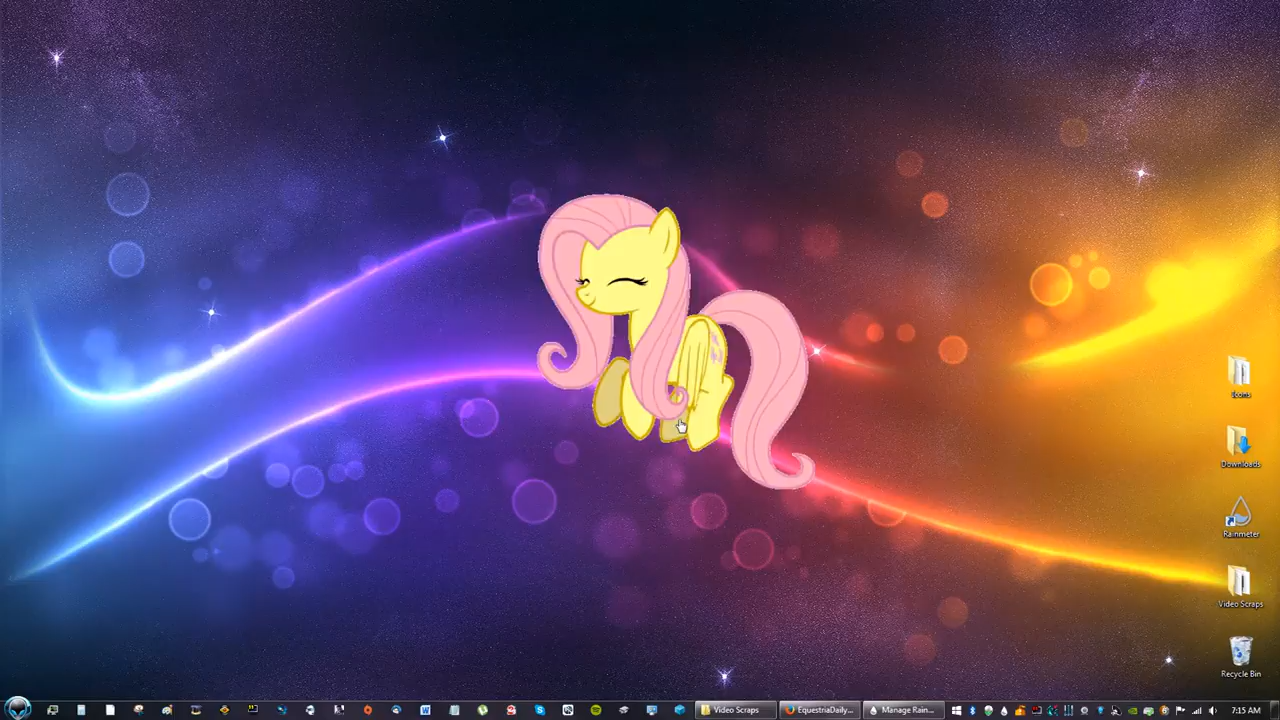 Icons
Downloads
Rainmeter
Video Scraps
Recycle Bin
Video Scraps
EquestriaDaily...
Manage Rain...
7:15 AM